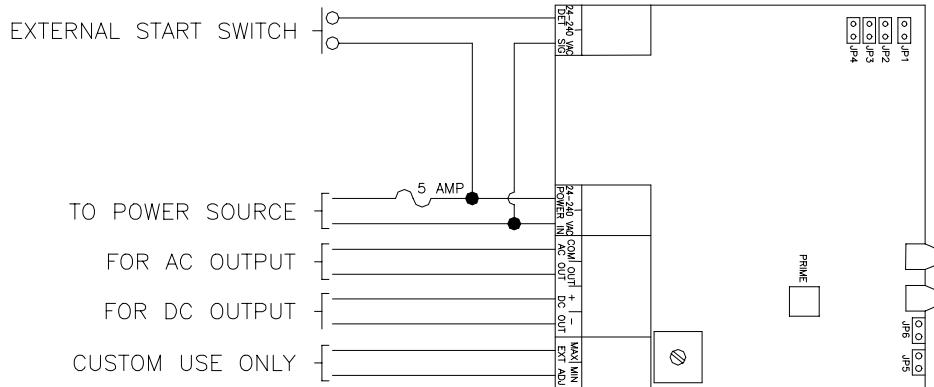 EXTERNAL START SWITCH
24-240 VAC
DET SIG
JP4
JP3
JP2
JP1
5 AMP
TO POWER SOURCE
24-240 VAC
POWER IN
FOR AC OUTPUT
COM OUT
AC OUT
PRIME
FOR DC OUTPUT
+ -
DC OUT
JP6
CUSTOM USE ONLY
MAX MIN
EXT ADJ
JP5